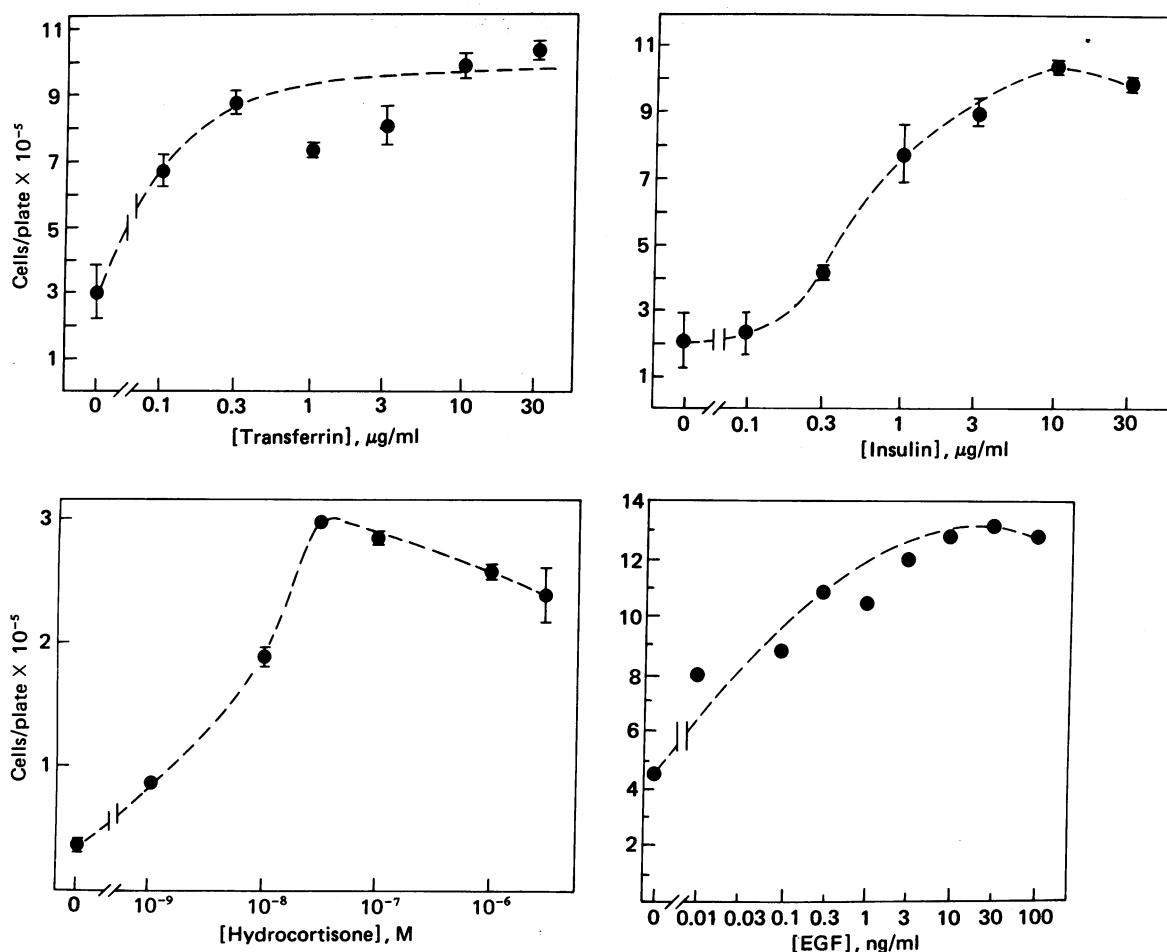 11
9
7
5
3
1
Cells/plate X 10⁻⁵
0 0.1 0.3 1 3 10 30
[Transferrin], μg/ml
11
9
7
5
3
2
1
0 0.1 0.3 1 3 10 30
[Insulin], μg/ml
3
2
1
Cells/plate X 10⁻⁵
0 10⁻⁹ 10⁻⁸ 10⁻⁷ 10⁻⁶
[Hydrocortisone], M
14
12
10
8
6
4
2
0 0.01 0.03 0.1 0.3 1 3 10 30 100
[EGF], ng/ml